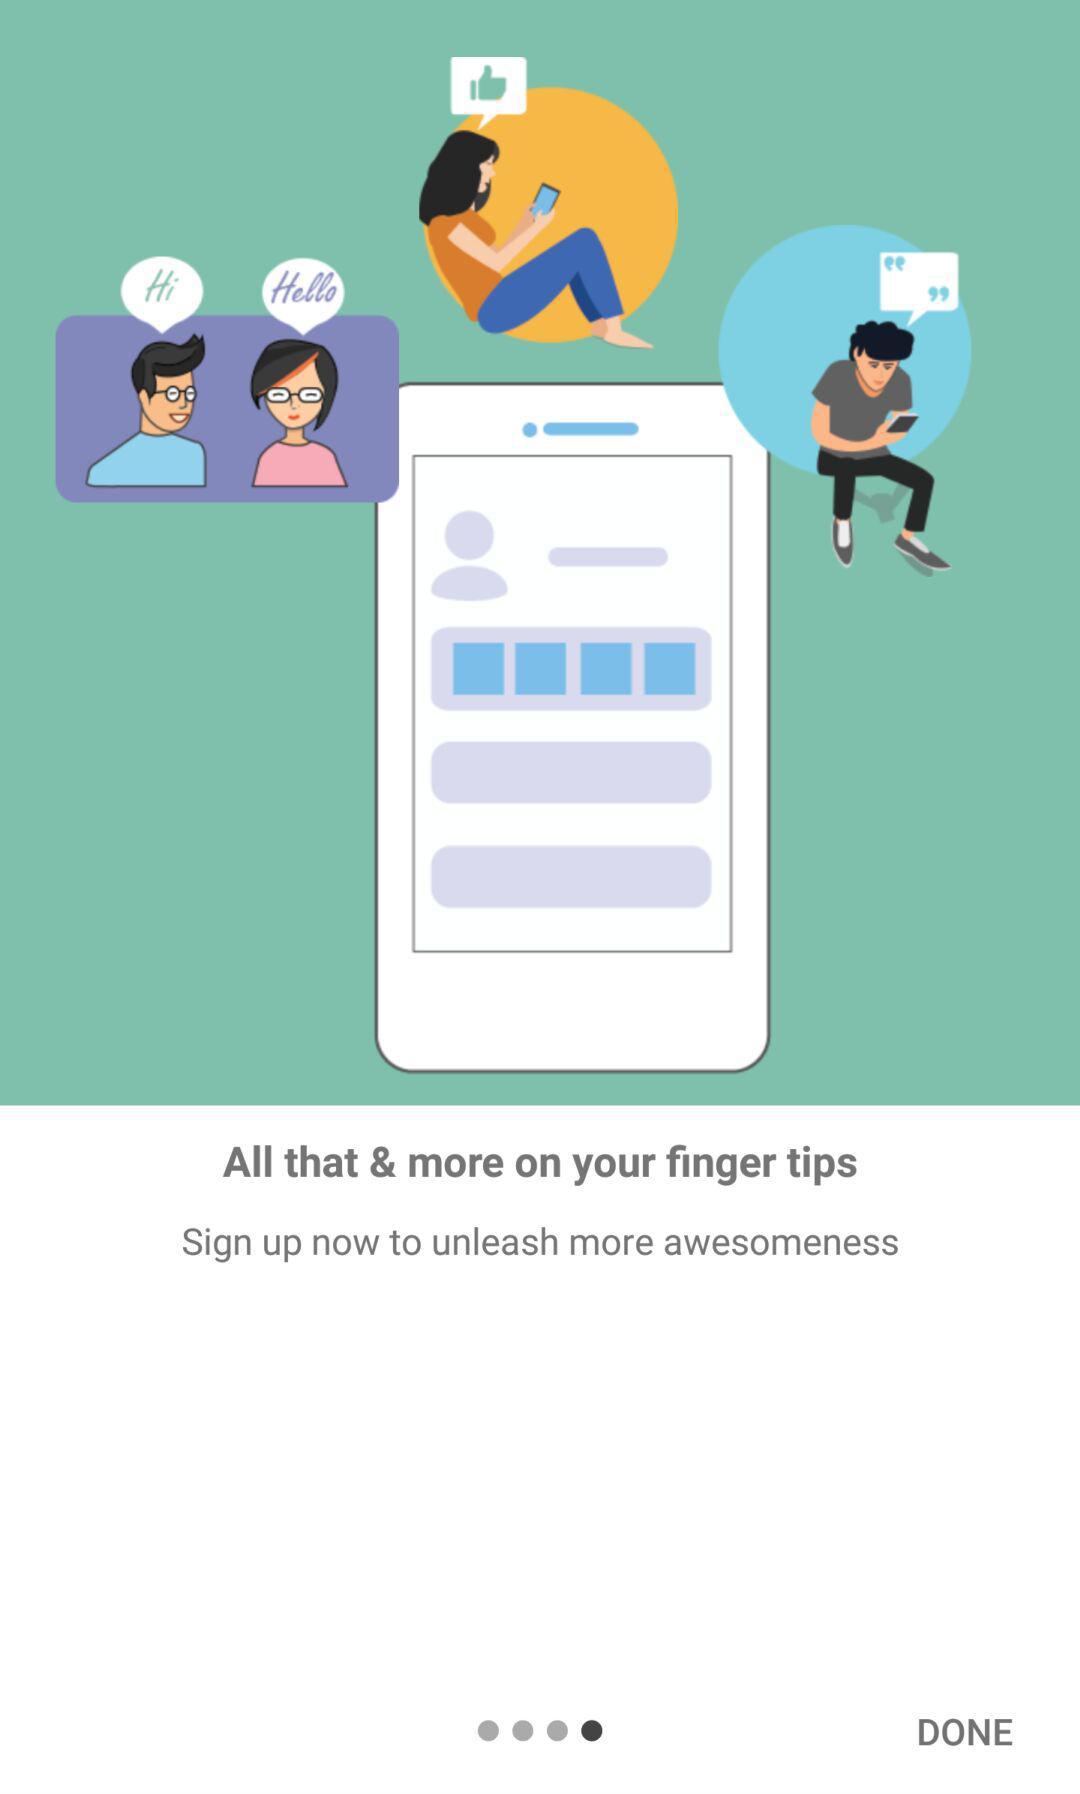 Hi
Hello
All that & more on your finger tips
Sign up now to unleash more awesomeness
DONE